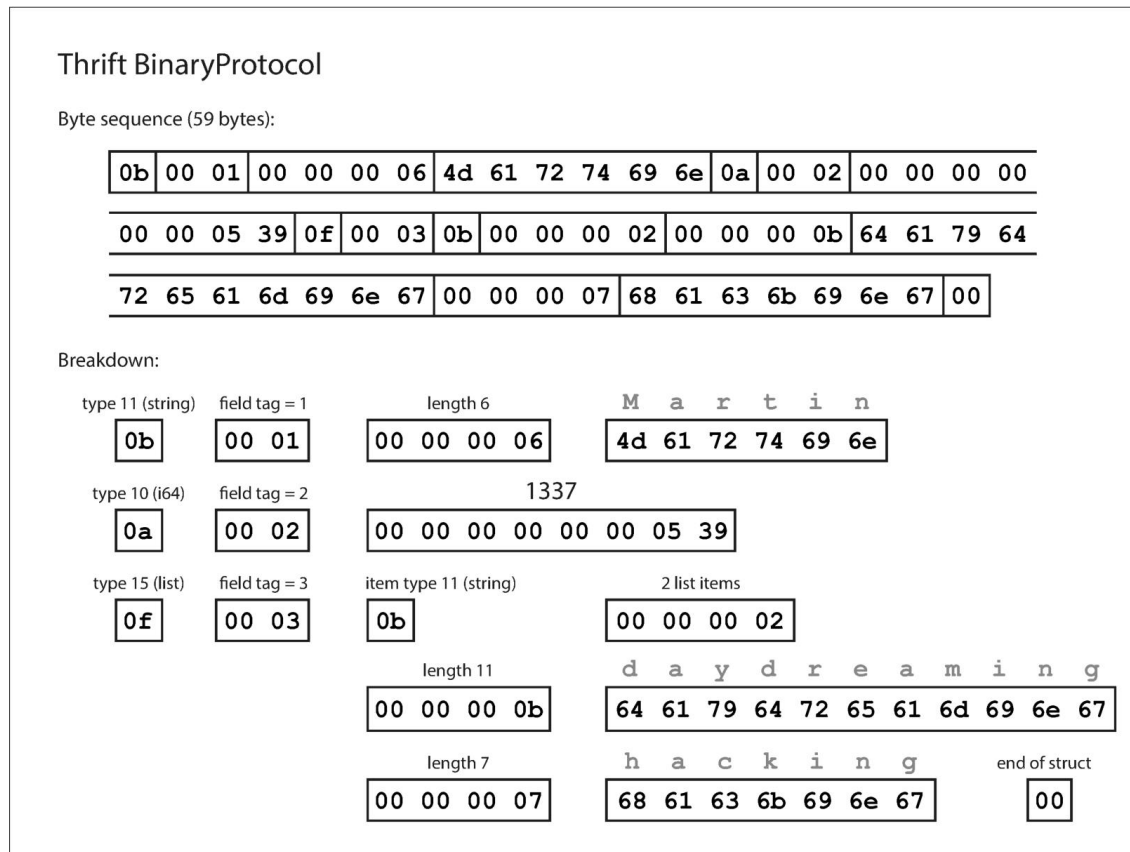 Thrift BinaryProtocol
Byte sequence (59 bytes):
0b 00 01 00 00 00 06 4d 61 72 74 69 6e 0a 00 02 00 00 00 00
00 00 05 39 0f 00 03 0b 00 00 00 02 00 00 00 0b 64 61 79 64
72 65 61 6d 69 6e 67 00 00 00 07 68 61 63 6b 69 6e 67 00
Breakdown:
type 11 (string) field tag = 1 length 6 M a r t i n
0b 00 01 00 00 00 06 4d 61 72 74 69 6e
type 10 (i64) field tag = 2 1337
0a 00 02 00 00 00 00 00 00 05 39
type 15 (list) field tag = 3 item type 11 (string) 2 list items
0f 00 03 0b 00 00 00 02
length 11 d a y d r e a m i n g
00 00 00 0b 64 61 79 64 72 65 61 6d 69 6e 67
length 7 h a c k i n g end of struct
00 00 00 07 68 61 63 6b 69 6e 67 00